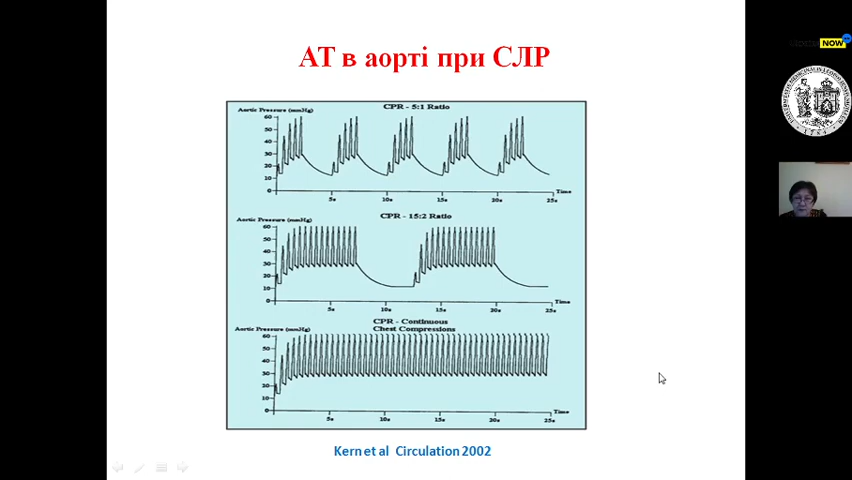 АТ в аорті при СЛР
NOW
CPR - 5:1 Ratio
Aortic Pressure (mmHg)
60
50
40
30
20
10
0
5s
10s
15s
20s
25s
Time
CPR - 15:2 Ratio
Aortic Pressure (mmHg)
60
50
40
30
20
10
0
5s
10s
15s
20s
25s
Time
CPR - Continuous
Chest Compressions
Aortic Pressure (mmHg)
60
50
40
30
20
10
0
5s
10s
15s
20s
25s
Time
Kern et al Circulation 2002